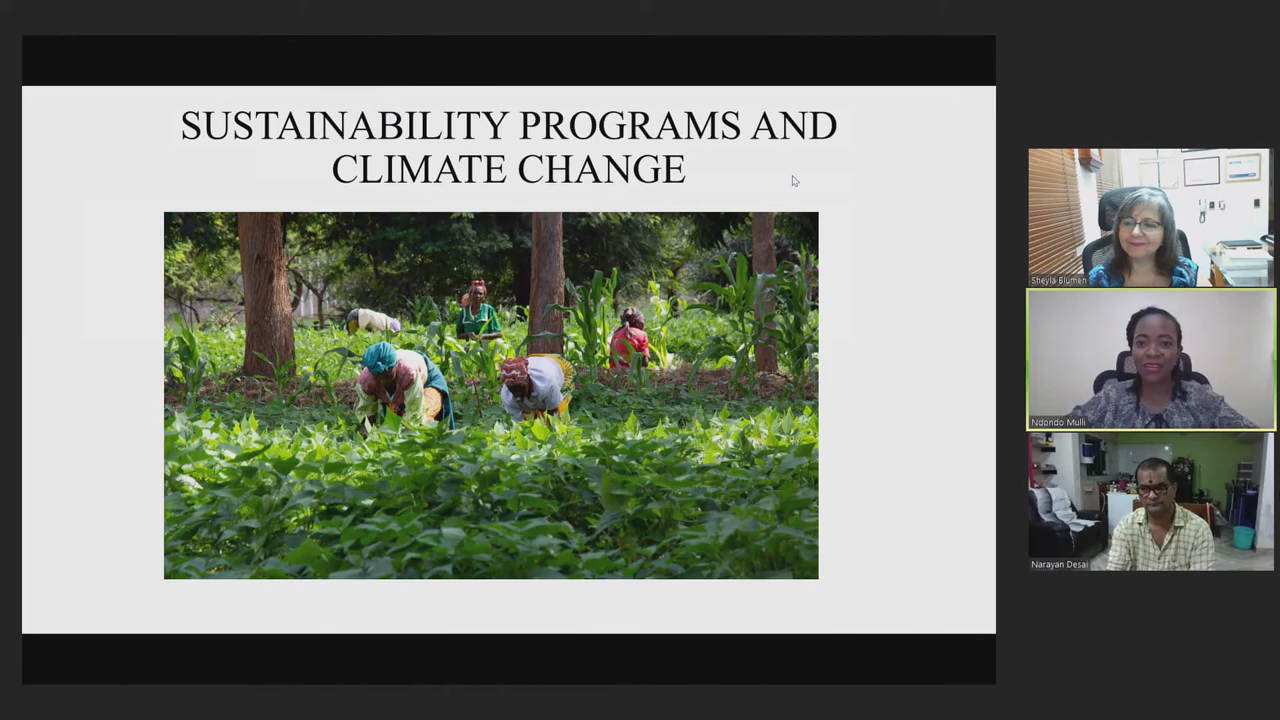 SUSTAINABILITY PROGRAMS AND
CLIMATE CHANGE
Sheyla Blumen
Ndondo Mulli
Narayan Desai